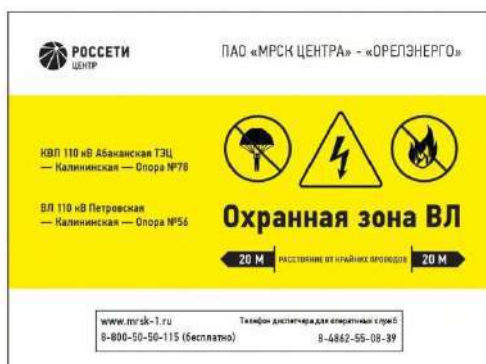 РОССЕТИ
ЦЕНТР
ПАО «МРСК ЦЕНТРА» - «ОРЕЛЭНЕРГО»
КВЛ 110 кВ Абаканская ТЭЦ
— Калининская — Опора №78
ВЛ 110 кВ Петровская
— Калининская — Опора №56
Охранная зона ВЛ
20 М РАССТОЯНИЕ ОТ КРАЙНИХ ПРОВОДОВ 20 М
www.mrsk-1.ru
8-800-50-50-115 (бесплатно)
Телефон диспетчера для оперативных служб
8-4862-55-08-39